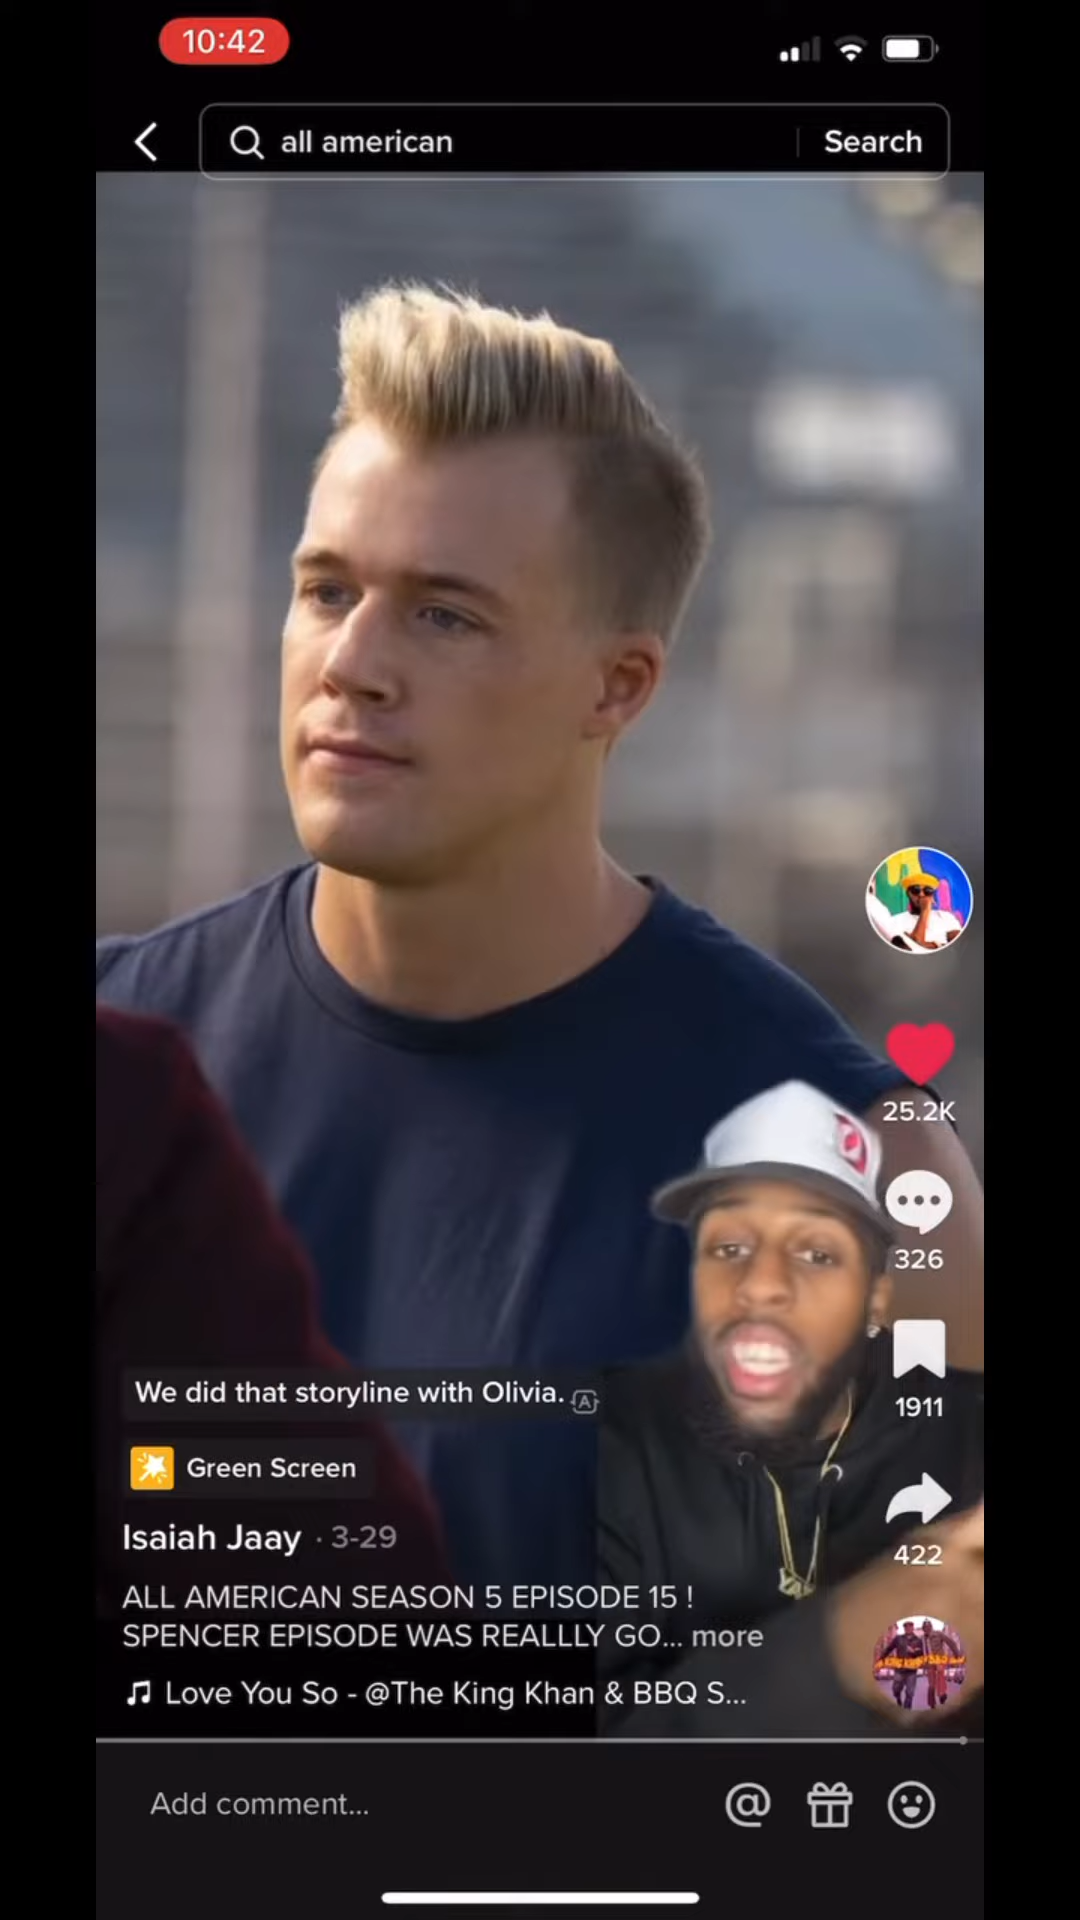 10:42
all american
Search
25.2K
326
We did that storyline with Olivia.
1911
Green Screen
Isaiah Jaay · 3-29
422
ALL AMERICAN SEASON 5 EPISODE 15 !
SPENCER EPISODE WAS REALLLY GO... more
Love You So - @The King Khan & BBQ S...
Add comment...